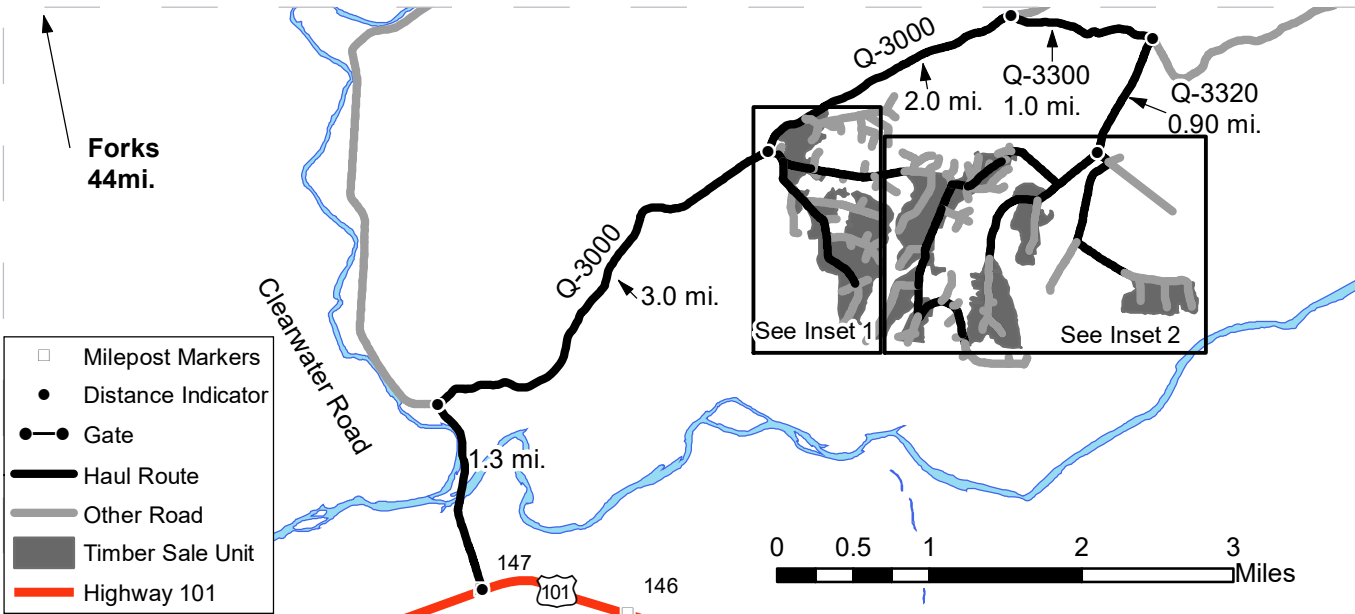 Q-3000
2.0 mi.
Q-3300
1.0 mi.
Q-3320
0.90 mi.
Forks
44mi.
Q-3000
3.0 mi.
Clearwater Road
See Inset 1
See Inset 2
1.3 mi.
Milepost Markers
Distance Indicator
Gate
Haul Route
Other Road
Timber Sale Unit
Highway 101
147
101
146
0 0.5 1 2 3
Miles